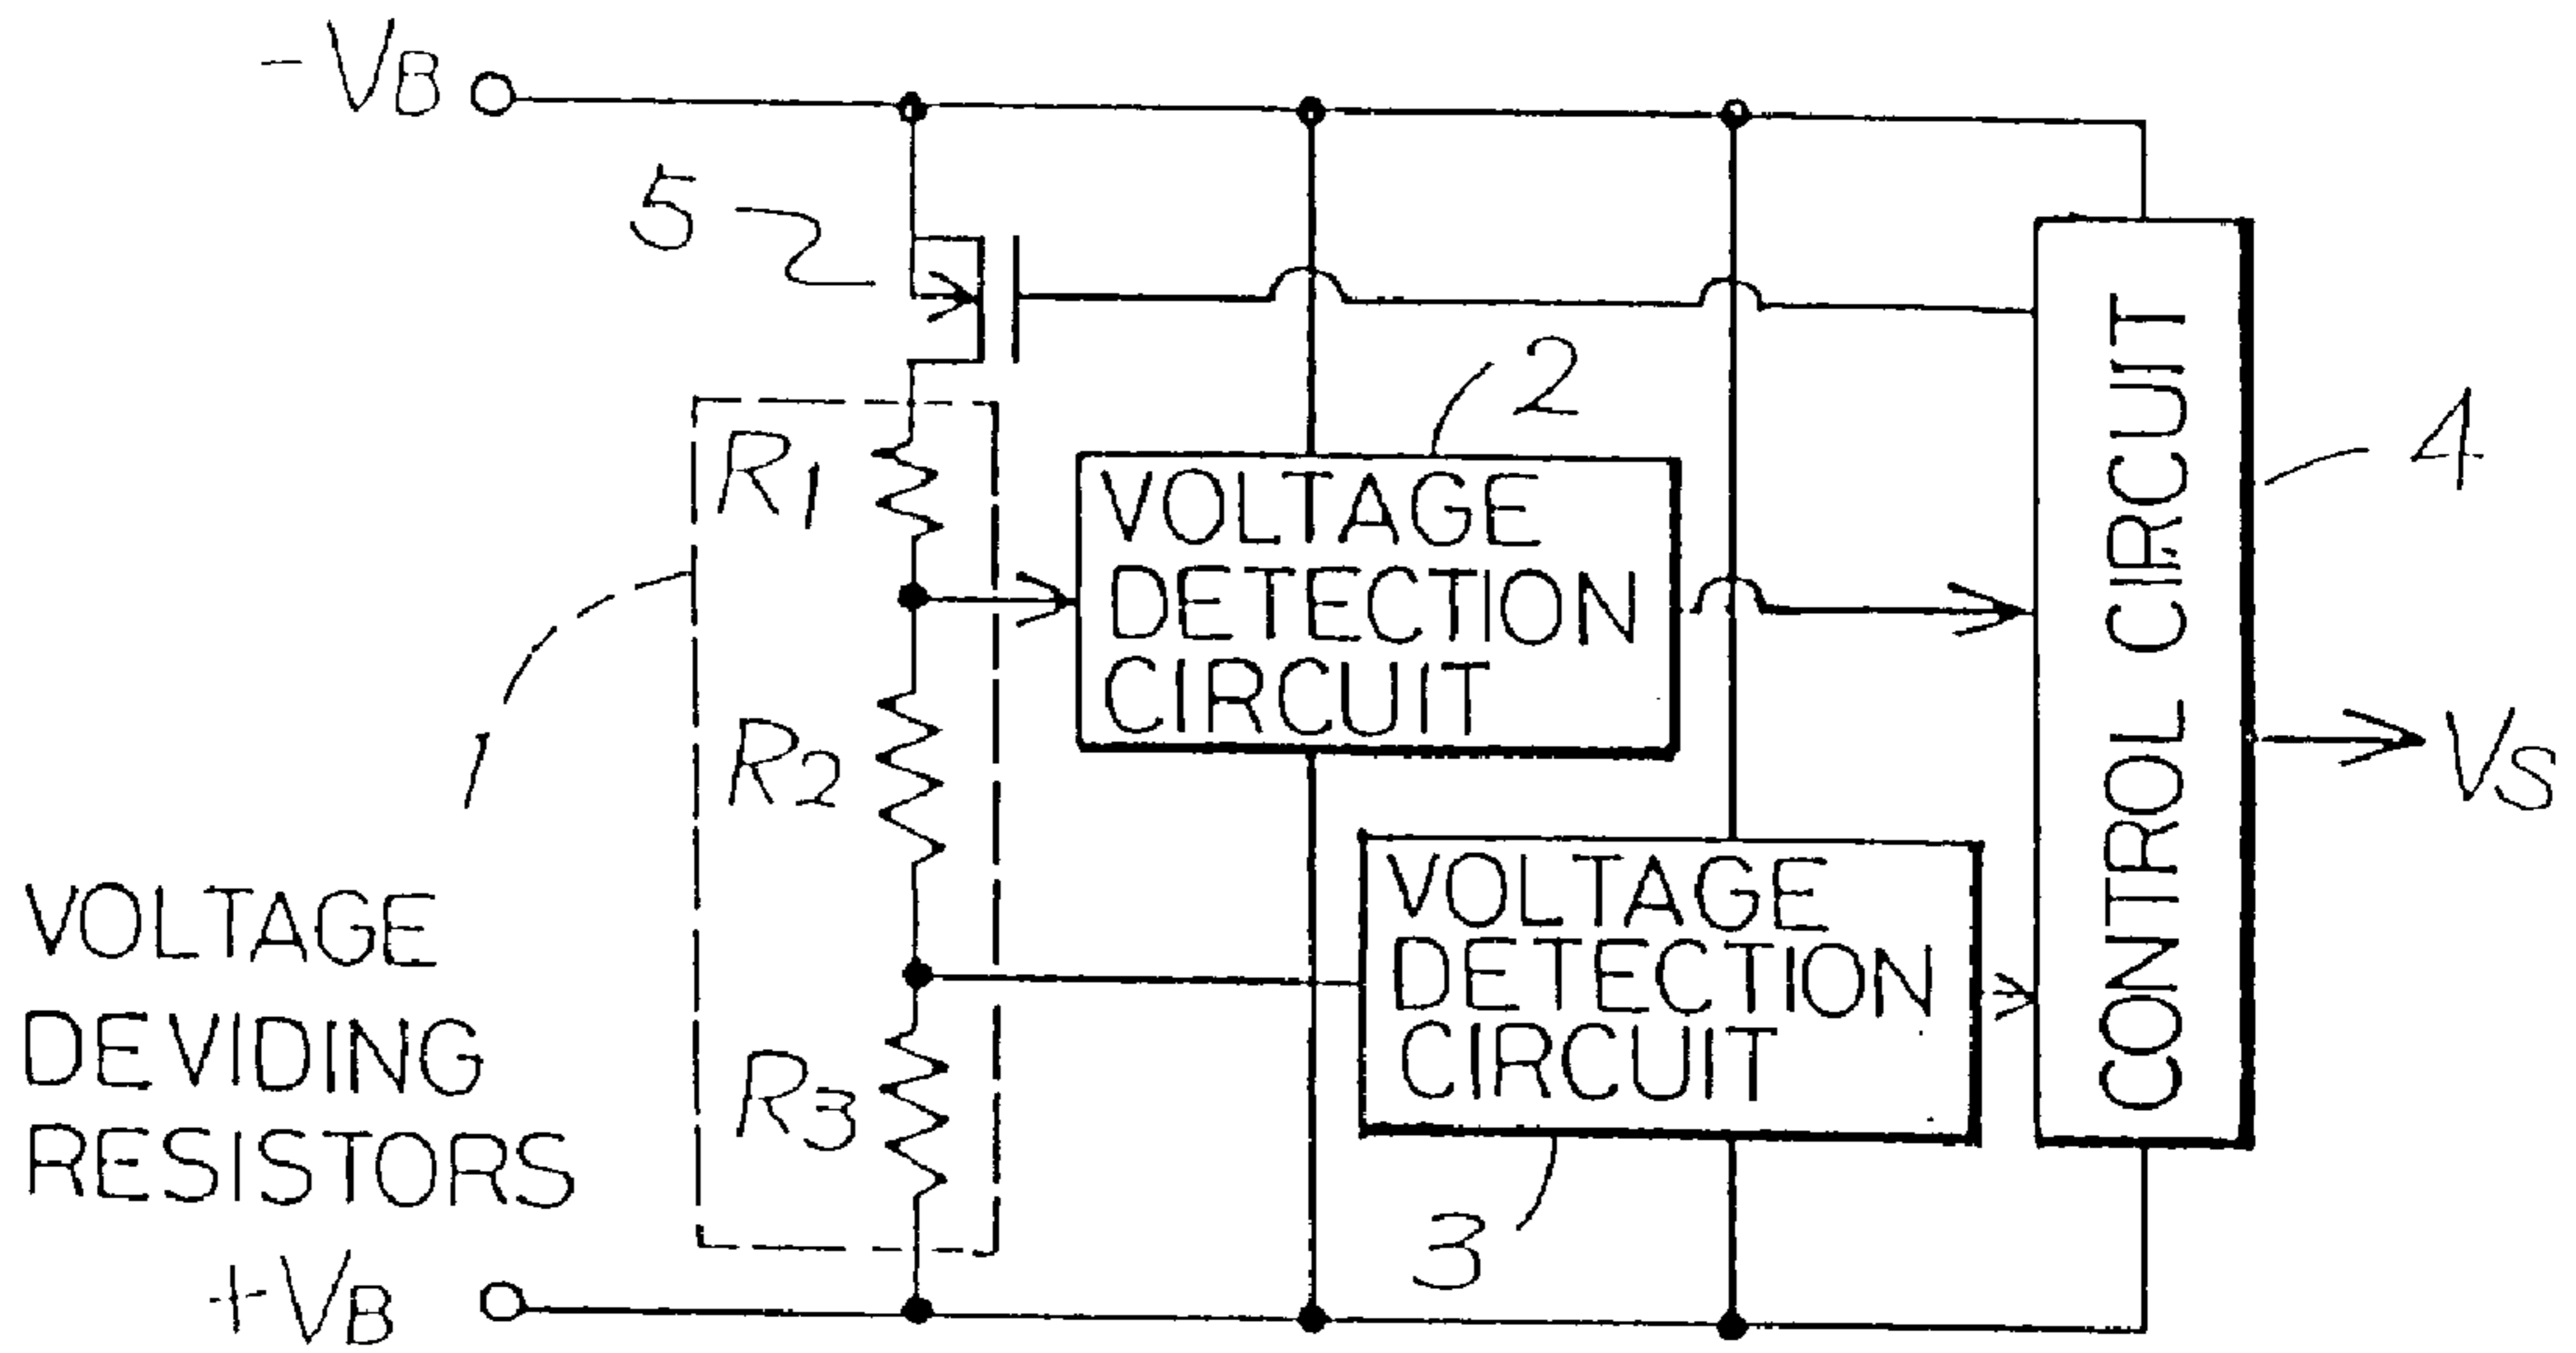 -VB
5
2
R1
VOLTAGE
DETECTION
CIRCUIT
CONTROL CIRCUIT
4
1
R2
VS
VOLTAGE
DEVIDING
RESISTORS
VOLTAGE
DETECTION
CIRCUIT
R3
3
+VB